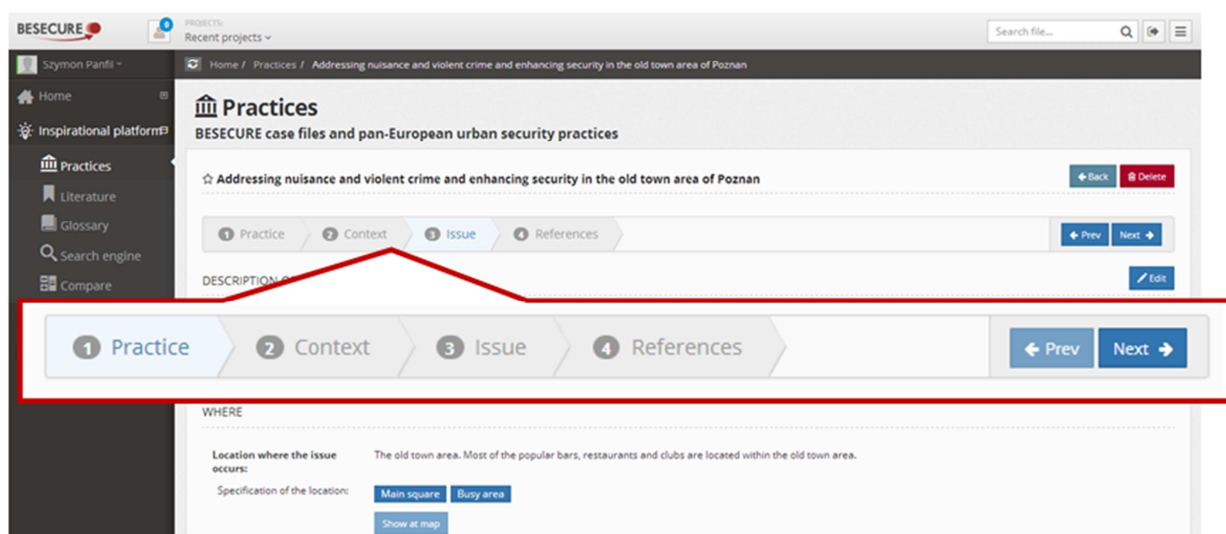 BESECURE
0
PROJECTS:
Recent projects
Search file...
Szymon Panfil
Home / Practices / Addressing nuisance and violent crime and enhancing security in the old town area of Poznan
Home
Inspirational platform
Practices
Literature
Glossary
Search engine
Compare
Practices
BESECURE case files and pan-European urban security practices
Addressing nuisance and violent crime and enhancing security in the old town area of Poznan
Back
Delete
1 Practice
2 Context
3 Issue
4 References
Prev
Next
DESCRIPTION
Edit
1 Practice
2 Context
3 Issue
4 References
Prev
Next
WHERE
Location where the issue
occurs:
The old town area. Most of the popular bars, restaurants and clubs are located within the old town area.
Specification of the location:
Main square
Busy area
Show at map